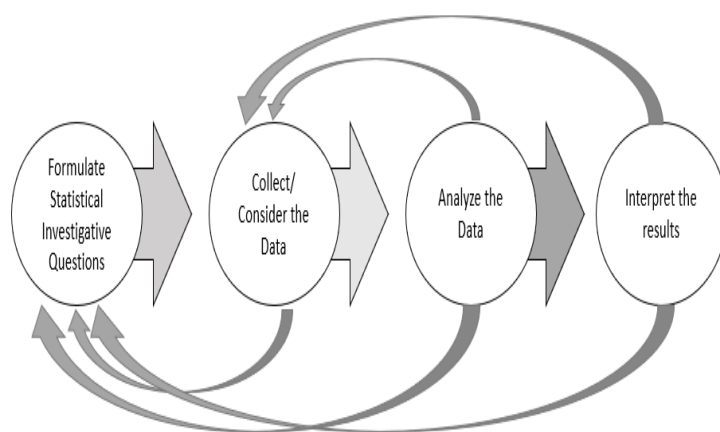 Formulate
Statistical
Investigative
Questions
Collect/
Consider the
Data
Analyze the
Data
Interpret the
results